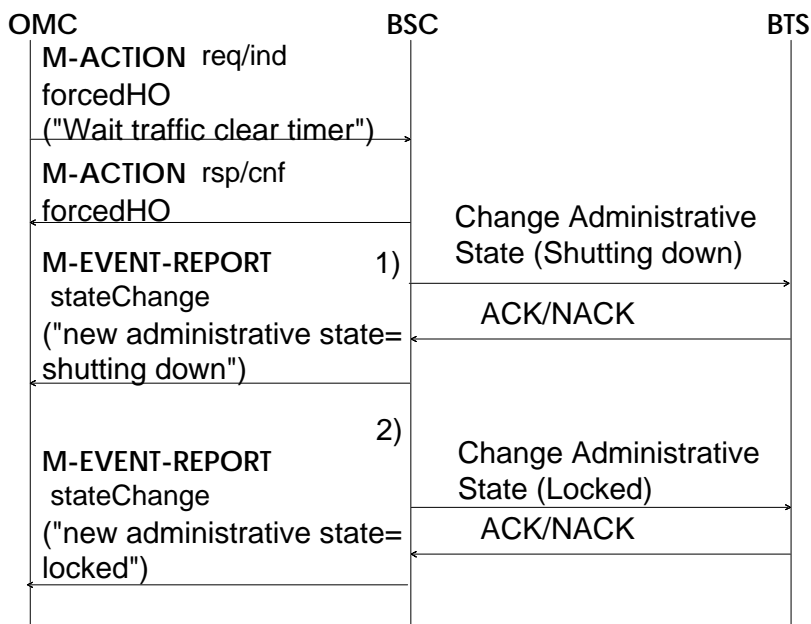 OMC BSC BTS
M-ACTION req/ind
forcedHO
("Wait traffic clear timer")
M-ACTION rsp/cnf
forcedHO
Change Administrative
State (Shutting down)
M-EVENT-REPORT 1)
stateChange
("new administrative state=
shutting down")
ACK/NACK
2)
M-EVENT-REPORT
stateChange
("new administrative state=
locked")
Change Administrative
State (Locked)
ACK/NACK